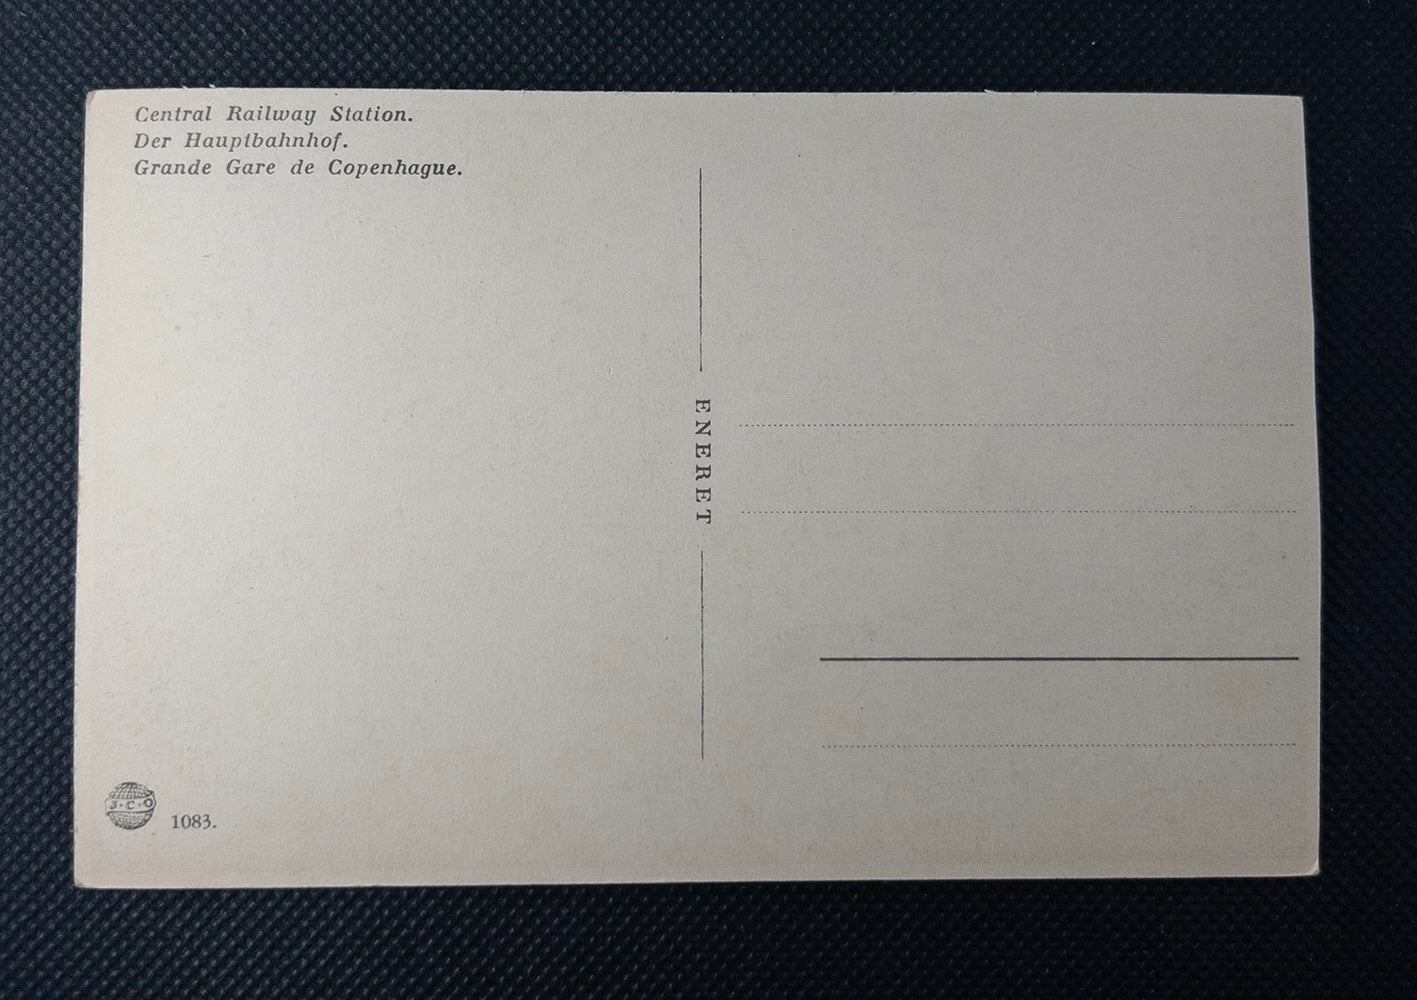 Central Railway Station.
Der Hauptbahnhof.
Grande Gare de Copenhague.
ENERET
J·C·O
1083.